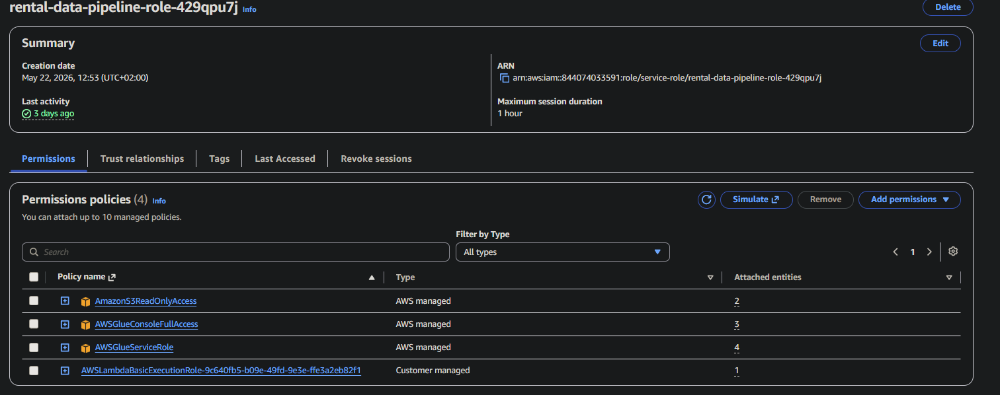 rental-data-pipeline-role-429qpu7j Info Delete
Summary Edit
Creation date ARN
May 22, 2026, 12:53 (UTC+02:00) arn:aws:iam::844074033591:role/service-role/rental-data-pipeline-role-429qpu7j
Last activity Maximum session duration
3 days ago 1 hour
Permissions Trust relationships Tags Last Accessed Revoke sessions
Permissions policies (4) Info Simulate Remove Add permissions
You can attach up to 10 managed policies.
Filter by Type
Search All types 1
Policy name Type Attached entities
AmazonS3ReadOnlyAccess AWS managed 2
AWSGlueConsoleFullAccess AWS managed 3
AWSGlueServiceRole AWS managed 4
AWSLambdaBasicExecutionRole-9c640fb5-b09e-49fd-9e3e-ffe3a2eb82f1 Customer managed 1